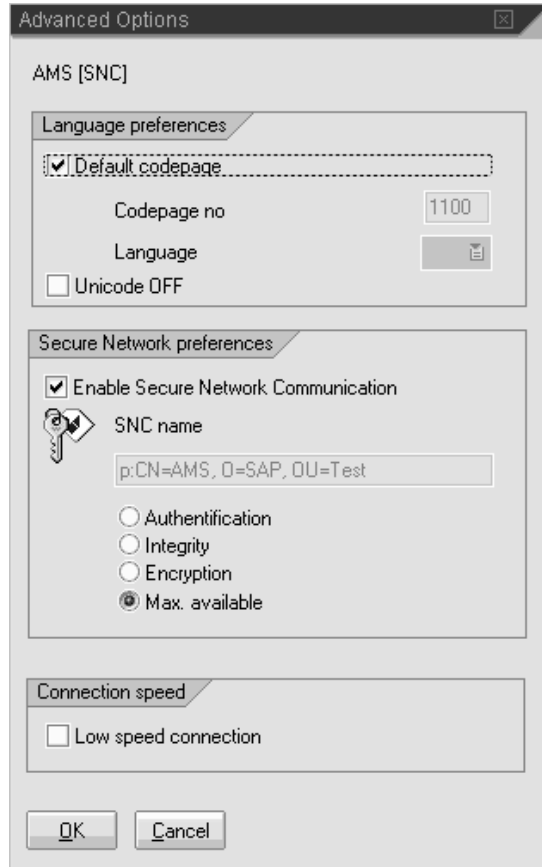 Advanced Options
AMS [SNC]
Language preferences
Default codepage
Codepage no 1100
Language
Unicode OFF
Secure Network preferences
Enable Secure Network Communication
SNC name
p:CN=AMS, O=SAP, OU=Test
Authentification
Integrity
Encryption
Max. available
Connection speed
Low speed connection
OK Cancel